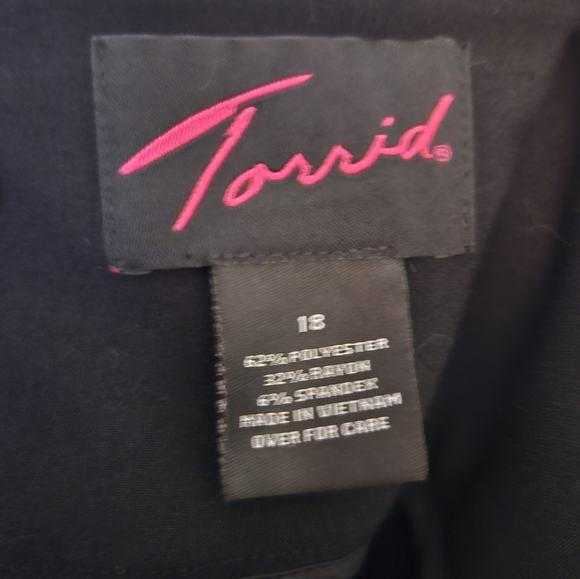 Torrid®
18
62% POLYESTER
32% RAYON
6% SPANDEX
MADE IN VIETNAM
OVER FOR CARE